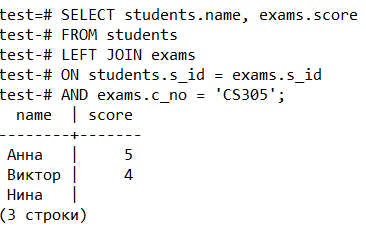 test=# SELECT students.name, exams.score
test-# FROM students
test-# LEFT JOIN exams
test-# ON students.s_id = exams.s_id
test-# AND exams.c_no = 'CS305';
  name  | score
--------+-------
 Анна   |     5
 Виктор |     4
 Нина   |
(3 строки)